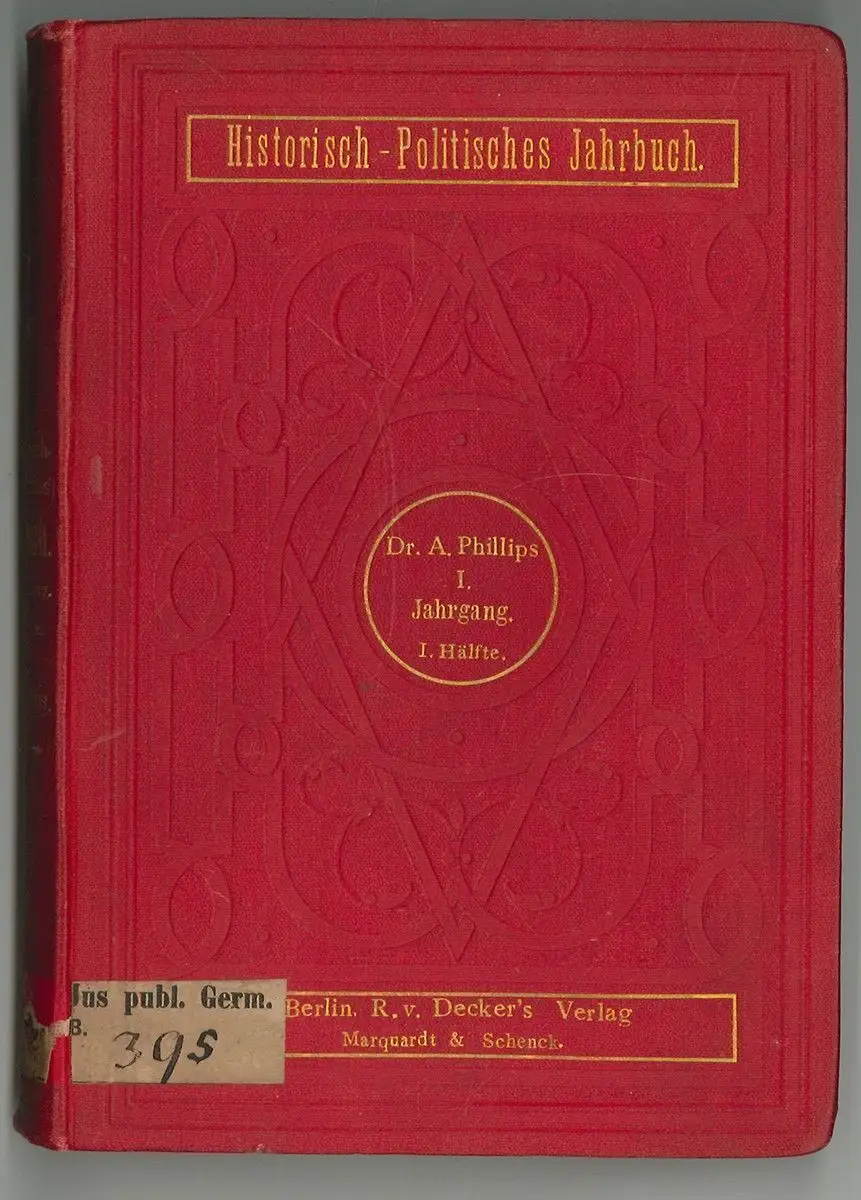 Historisch-Politisches Jahrbuch.
Dr. A. Phillips
I.
Jahrgang.
I. Hälfte.
Jus publ. Germ.
B.
395
Berlin. R. v. Decker's Verlag
Marquardt & Schenck.